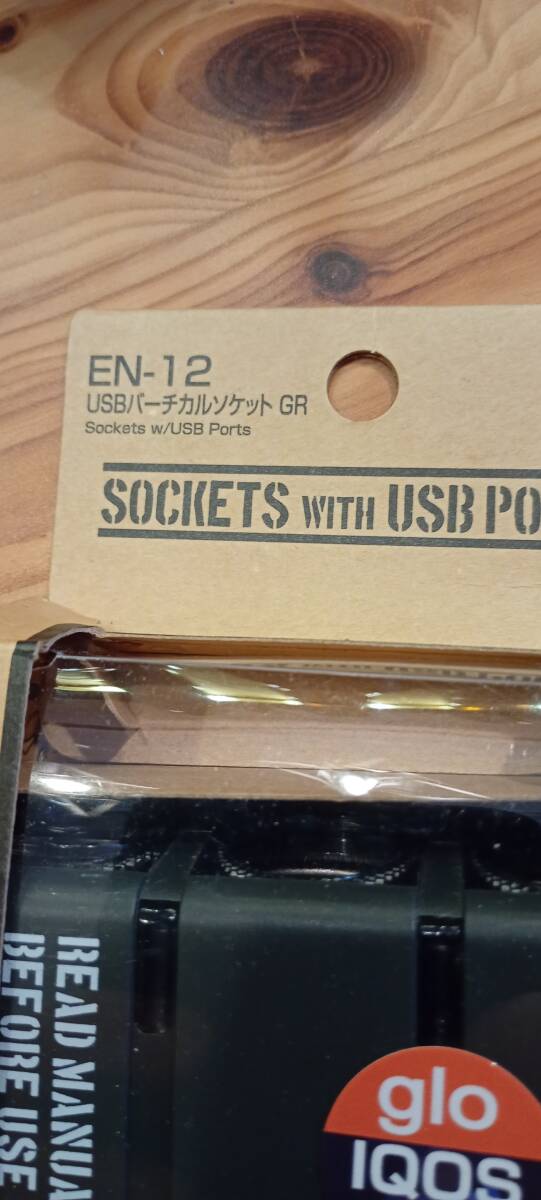 EN-12
USBバーチカルソケット GR
Sockets w/USB Ports
SOCKETS WITH USB PO
READ MANUA
BEFORE USE
glo
IQOS